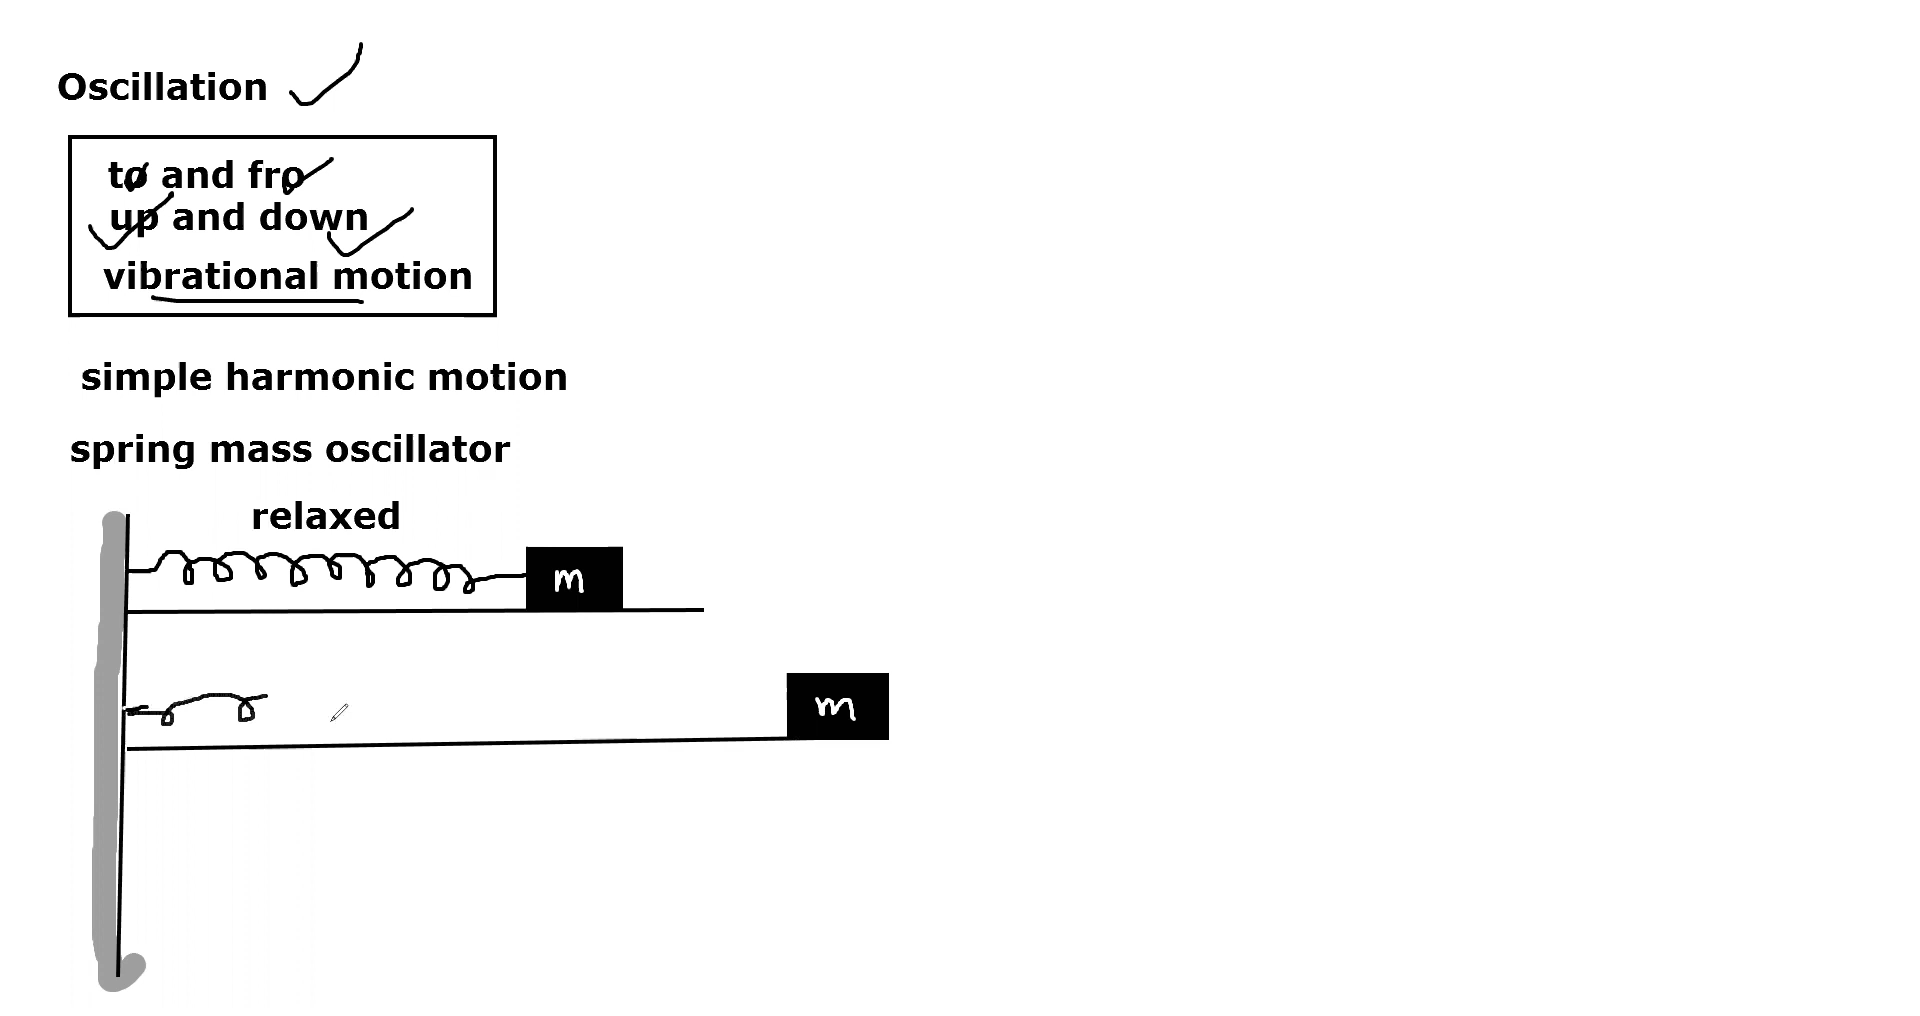 Oscillation
to and fro
up and down
vibrational motion
simple harmonic motion
spring mass oscillator
relaxed
m
m